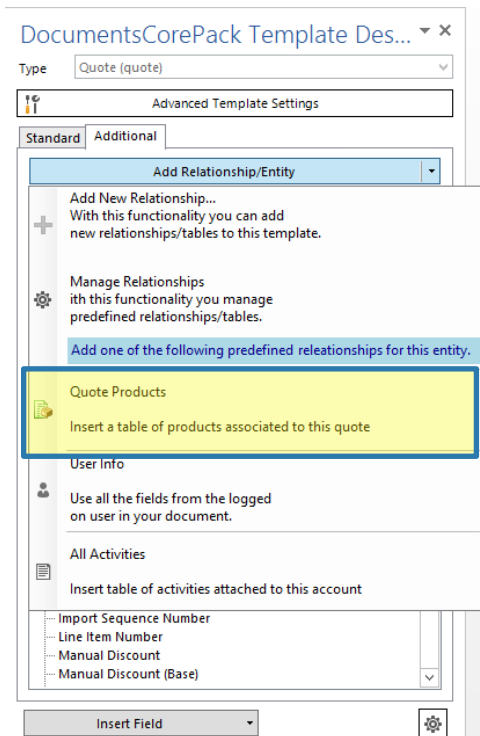 DocumentsCorePack Template Des...
Type Quote (quote)
Advanced Template Settings
Standard Additional
Add Relationship/Entity
Add New Relationship...
With this functionality you can add
new relationships/tables to this template.
Manage Relationships
ith this functionality you manage
predefined relationships/tables.
Add one of the following predefined releationships for this entity.
Quote Products
Insert a table of products associated to this quote
User Info
Use all the fields from the logged
on user in your document.
All Activities
Insert table of activities attached to this account
Import Sequence Number
Line Item Number
Manual Discount
Manual Discount (Base)
Insert Field